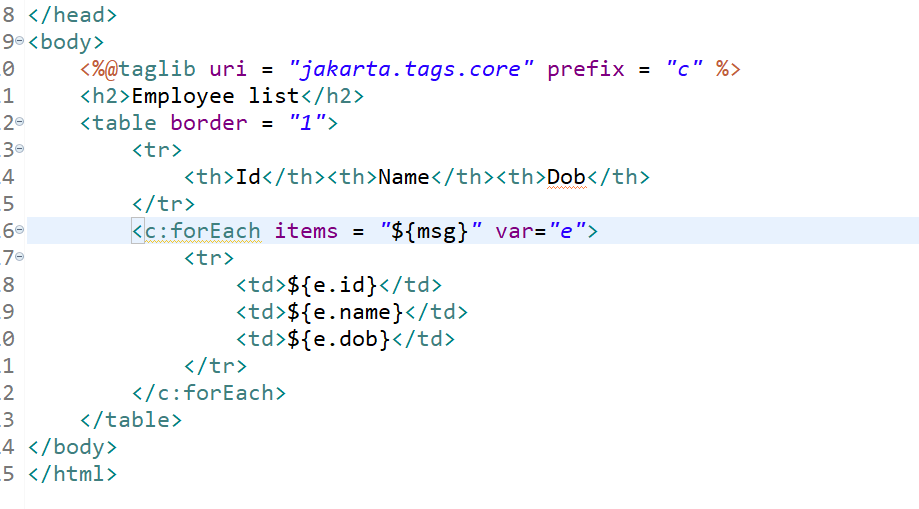 8 </head>
9 <body>
0 <%@taglib uri = "jakarta.tags.core" prefix = "c" %>
1 <h2>Employee list</h2>
2 <table border = "1">
3 <tr>
4 <th>Id</th><th>Name</th><th>Dob</th>
5 </tr>
6 <c:forEach items = "${msg}" var="e">
7 <tr>
8 <td>${e.id}</td>
9 <td>${e.name}</td>
0 <td>${e.dob}</td>
1 </tr>
2 </c:forEach>
3 </table>
4 </body>
5 </html>